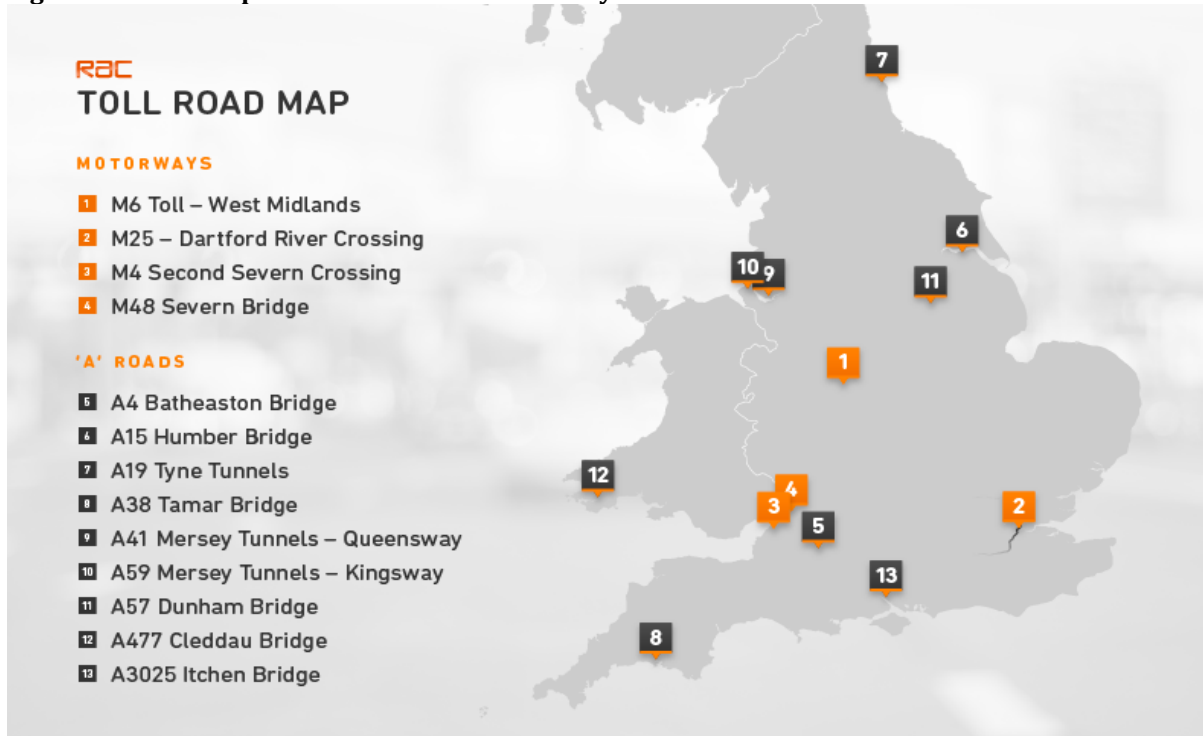 RAC
TOLL ROAD MAP
MOTORWAYS
1 M6 Toll – West Midlands
2 M25 – Dartford River Crossing
3 M4 Second Severn Crossing
4 M48 Severn Bridge
'A' ROADS
5 A4 Batheaston Bridge
6 A15 Humber Bridge
7 A19 Tyne Tunnels
8 A38 Tamar Bridge
9 A41 Mersey Tunnels – Queensway
10 A59 Mersey Tunnels – Kingsway
11 A57 Dunham Bridge
12 A477 Cleddau Bridge
13 A3025 Itchen Bridge
7
6
10 9
11
1
12
4
3
2
5
13
8